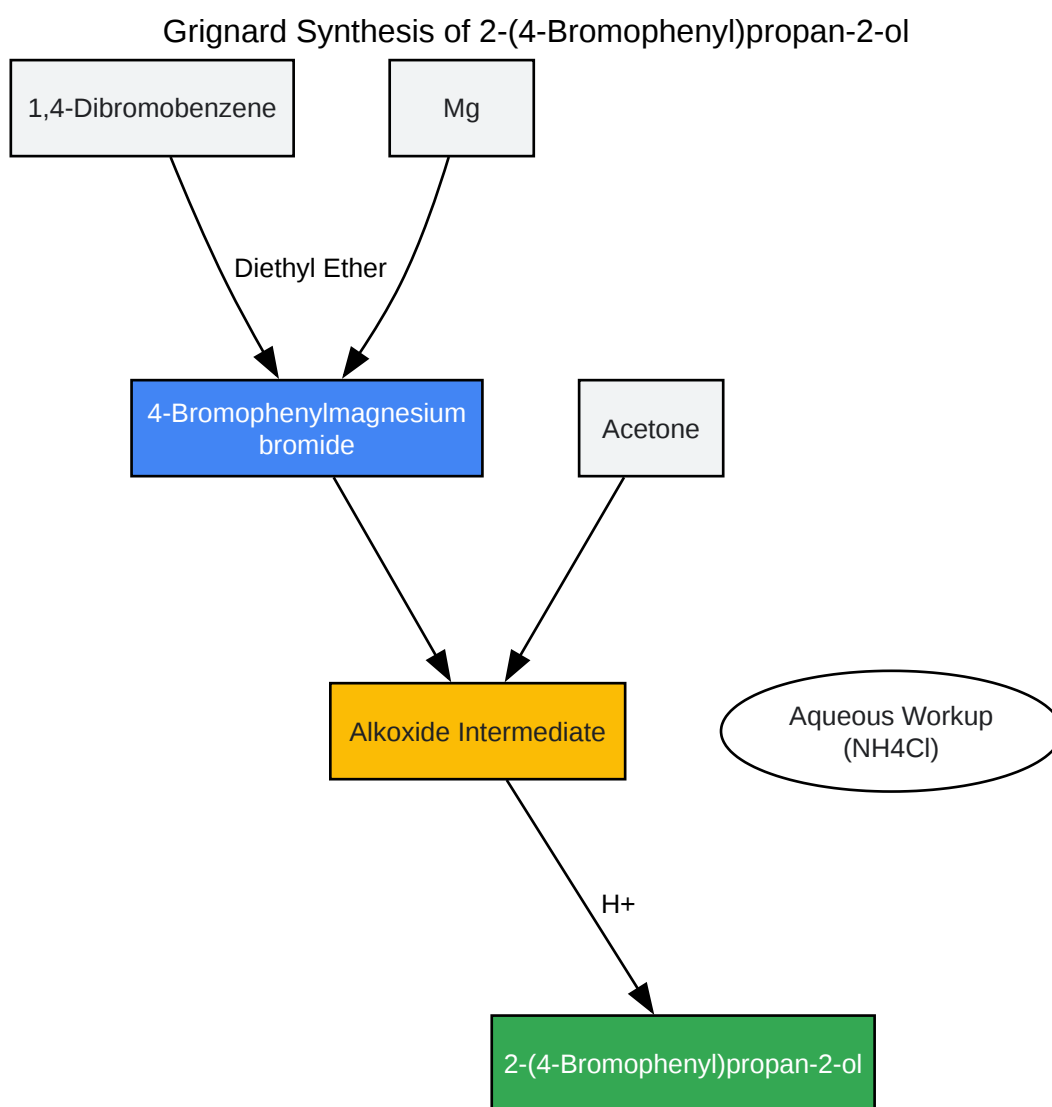 Grignard Synthesis of 2-(4-Bromophenyl)propan-2-ol
1,4-Dibromobenzene
Mg
Diethyl Ether
4-Bromophenylmagnesium
bromide
Acetone
Alkoxide Intermediate
Aqueous Workup
(NH4Cl)
H+
2-(4-Bromophenyl)propan-2-ol